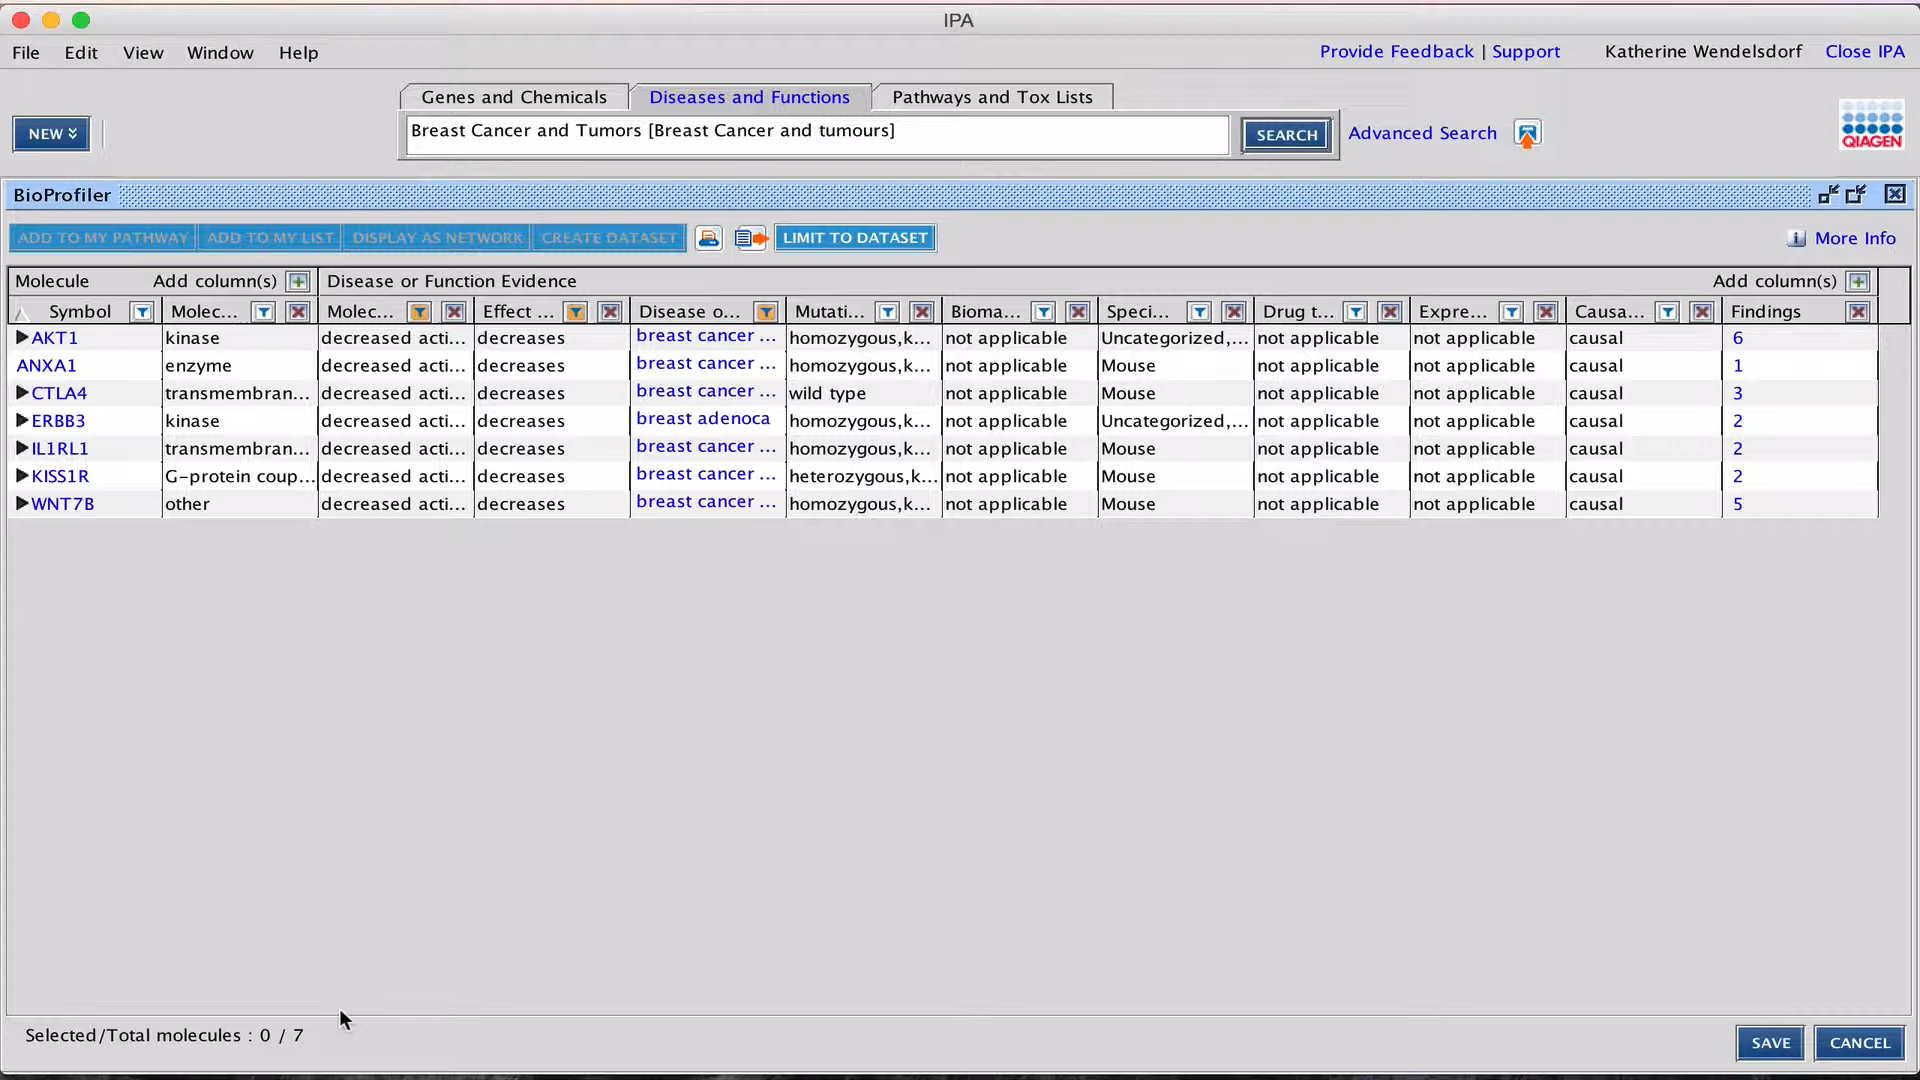 IPA
File Edit View Window Help
Provide Feedback | Support Katherine Wendelsdorf Close IPA
Genes and Chemicals Diseases and Functions Pathways and Tox Lists
NEW Breast Cancer and Tumors [Breast Cancer and tumours] SEARCH Advanced Search QIAGEN
BioProfiler
ADD TO MY PATHWAY ADD TO MY LIST DISPLAY AS NETWORK CREATE DATASET LIMIT TO DATASET i More Info
Molecule Add column(s) Disease or Function Evidence Add column(s)
Symbol Molec... Molec... Effect ... Disease o... Mutati... Bioma... Speci... Drug t... Expre... Causa... Findings
AKT1 kinase decreased acti... decreases breast cancer ... homozygous,k... not applicable Uncategorized,... not applicable not applicable causal 6
ANXA1 enzyme decreased acti... decreases breast cancer ... homozygous,k... not applicable Mouse not applicable not applicable causal 1
CTLA4 transmembran... decreased acti... decreases breast cancer ... wild type not applicable Mouse not applicable not applicable causal 3
ERBB3 kinase decreased acti... decreases breast adenoca homozygous,k... not applicable Uncategorized,... not applicable not applicable causal 2
IL1RL1 transmembran... decreased acti... decreases breast cancer ... homozygous,k... not applicable Mouse not applicable not applicable causal 2
KISS1R G-protein coup... decreased acti... decreases breast cancer ... heterozygous,k... not applicable Mouse not applicable not applicable causal 2
WNT7B other decreased acti... decreases breast cancer ... homozygous,k... not applicable Mouse not applicable not applicable causal 5
Selected/Total molecules : 0 / 7
SAVE CANCEL